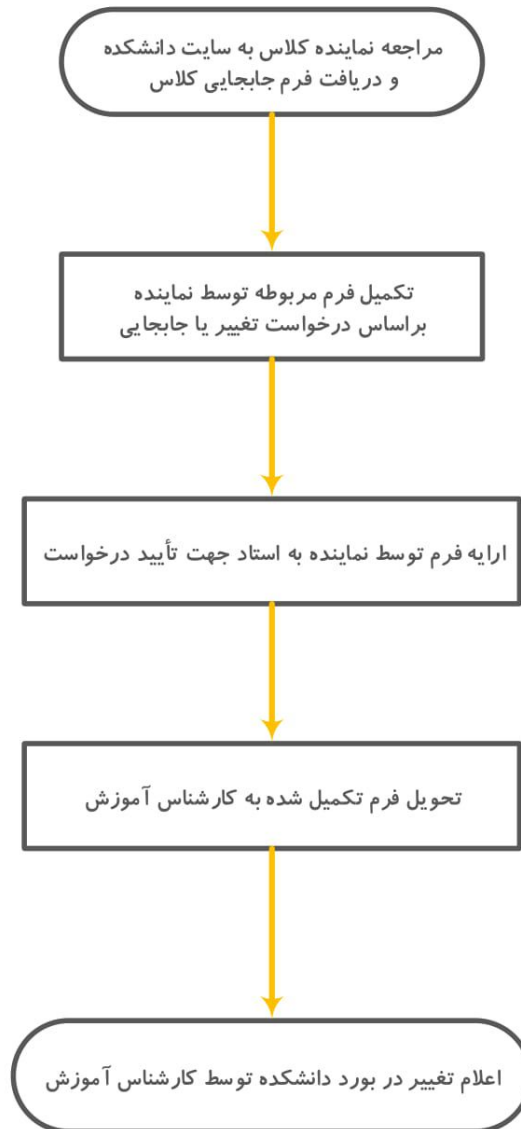 مراجعه نماینده کلاس به سایت دانشکده
و دریافت فرم جابجایی کلاس
تکمیل فرم مربوطه توسط نماینده
براساس درخواست تغییر یا جابجایی
ارایه فرم توسط نماینده به استاد جهت تأیید درخواست
تحویل فرم تکمیل شده به کارشناس آموزش
اعلام تغییر در بورد دانشکده توسط کارشناس آموزش